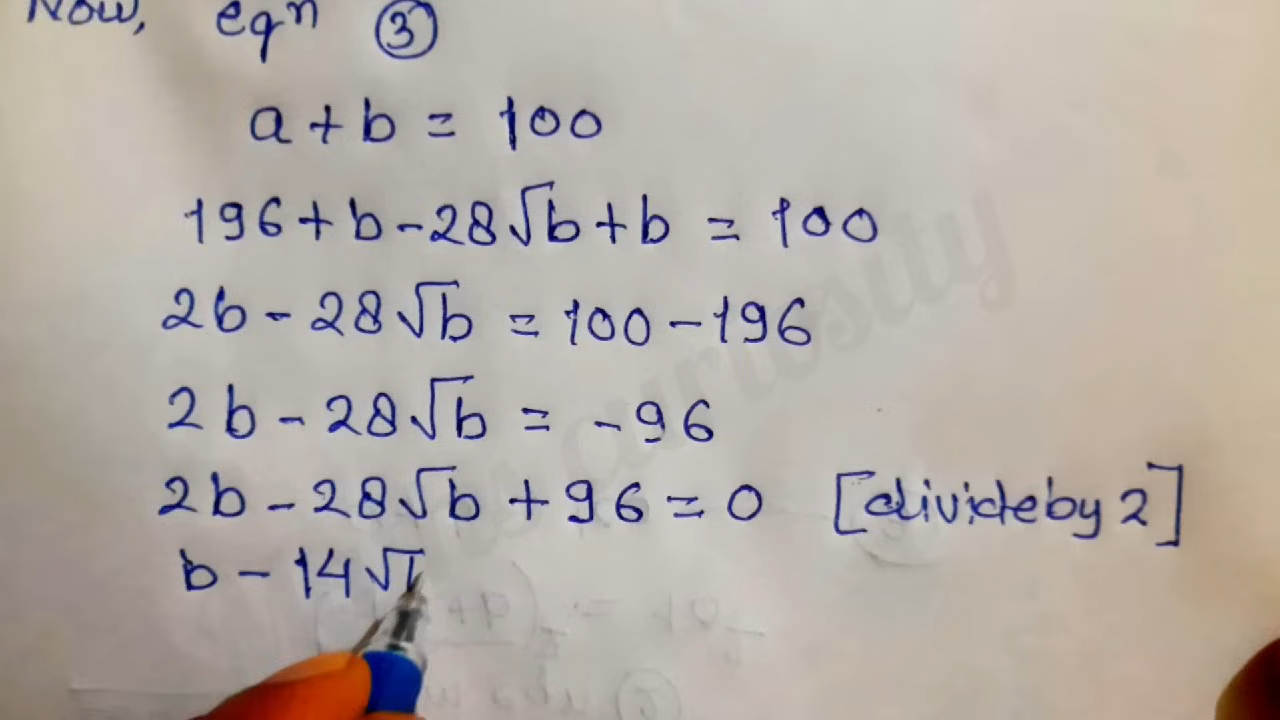 Now, eqⁿ ③
a + b = 100
196 + b - 28√b + b = 100
2b - 28√b = 100 - 196
2b - 28√b = -96
2b - 28√b + 96 = 0 [divide by 2]
b - 14√